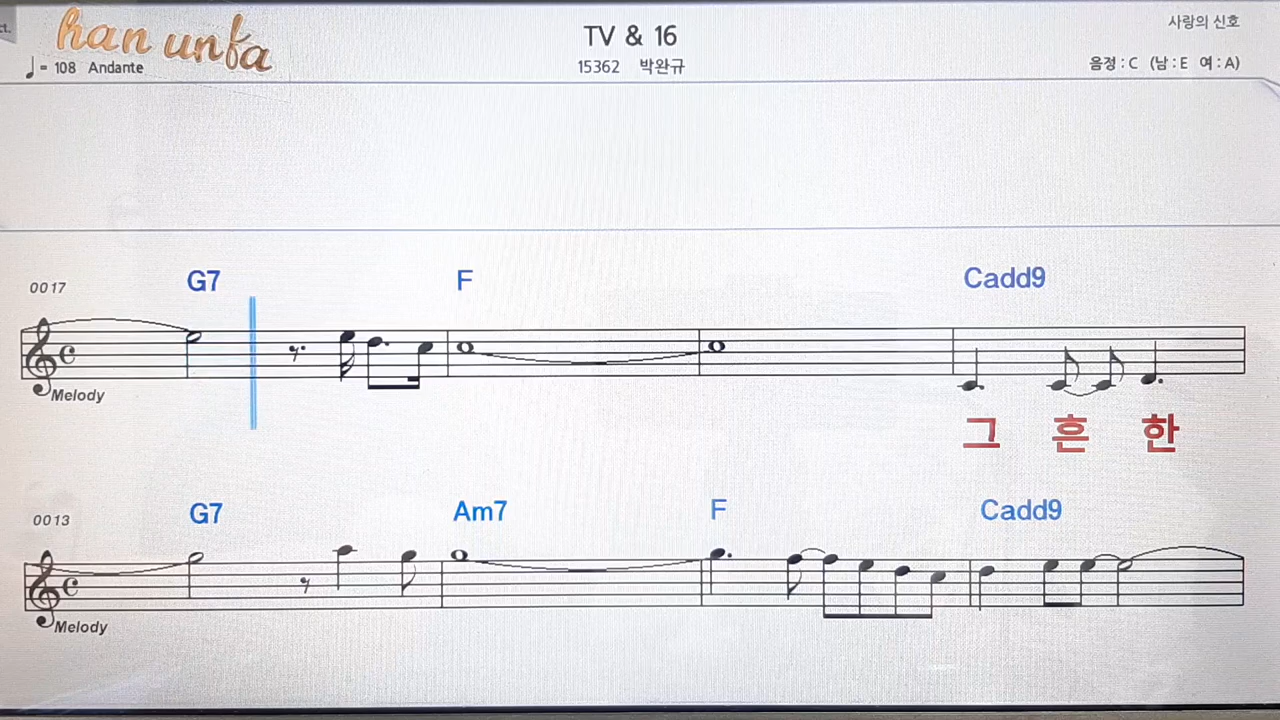 ct.
han unfa
TV & 16
사랑의 신호
♩= 108 Andante
15362 박완규
음정 : C (남 : E 여 : A)
0017
G7 F Cadd9
Melody
그 흔 한
0013
G7 Am7 F Cadd9
Melody